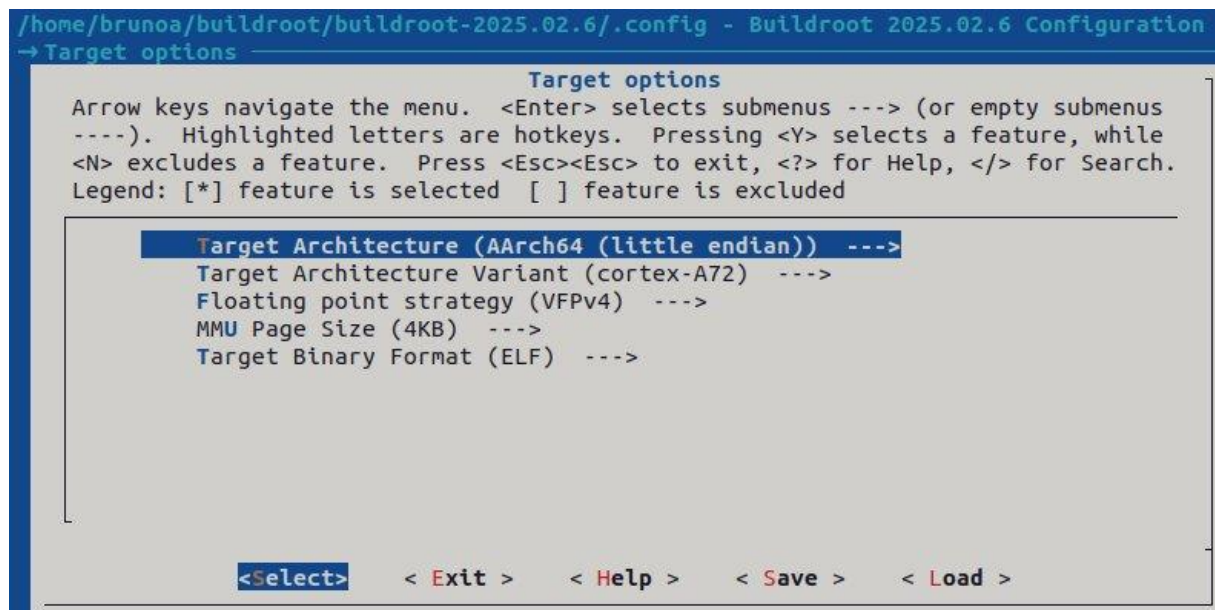 /home/brunoa/buildroot/buildroot-2025.02.6/.config - Buildroot 2025.02.6 Configuration
→ Target options
Target options
Arrow keys navigate the menu. <Enter> selects submenus ---> (or empty submenus
----). Highlighted letters are hotkeys. Pressing <Y> selects a feature, while
<N> excludes a feature. Press <Esc><Esc> to exit, <?> for Help, </> for Search.
Legend: [*] feature is selected [ ] feature is excluded
Target Architecture (AArch64 (little endian)) --->
Target Architecture Variant (cortex-A72) --->
Floating point strategy (VFPv4) --->
MMU Page Size (4KB) --->
Target Binary Format (ELF) --->
<Select> < Exit > < Help > < Save > < Load >